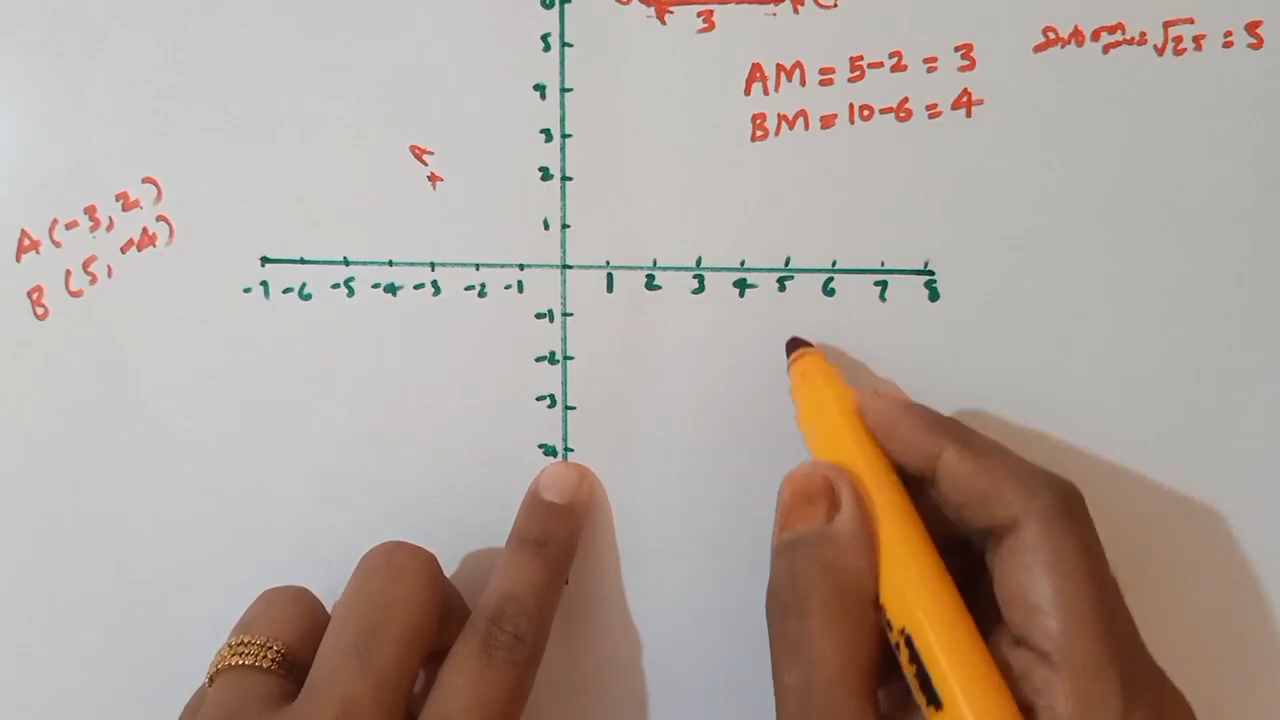 3
AM = 5-2 = 3
BM = 10-6 = 4
√25 = 5
A
A(-3,2)
B (5,-4)
6
5
4
3
2
1
-7 -6 -5 -4 -3 -2 -1 1 2 3 4 5 6 7 8
-1
-2
-3
-4